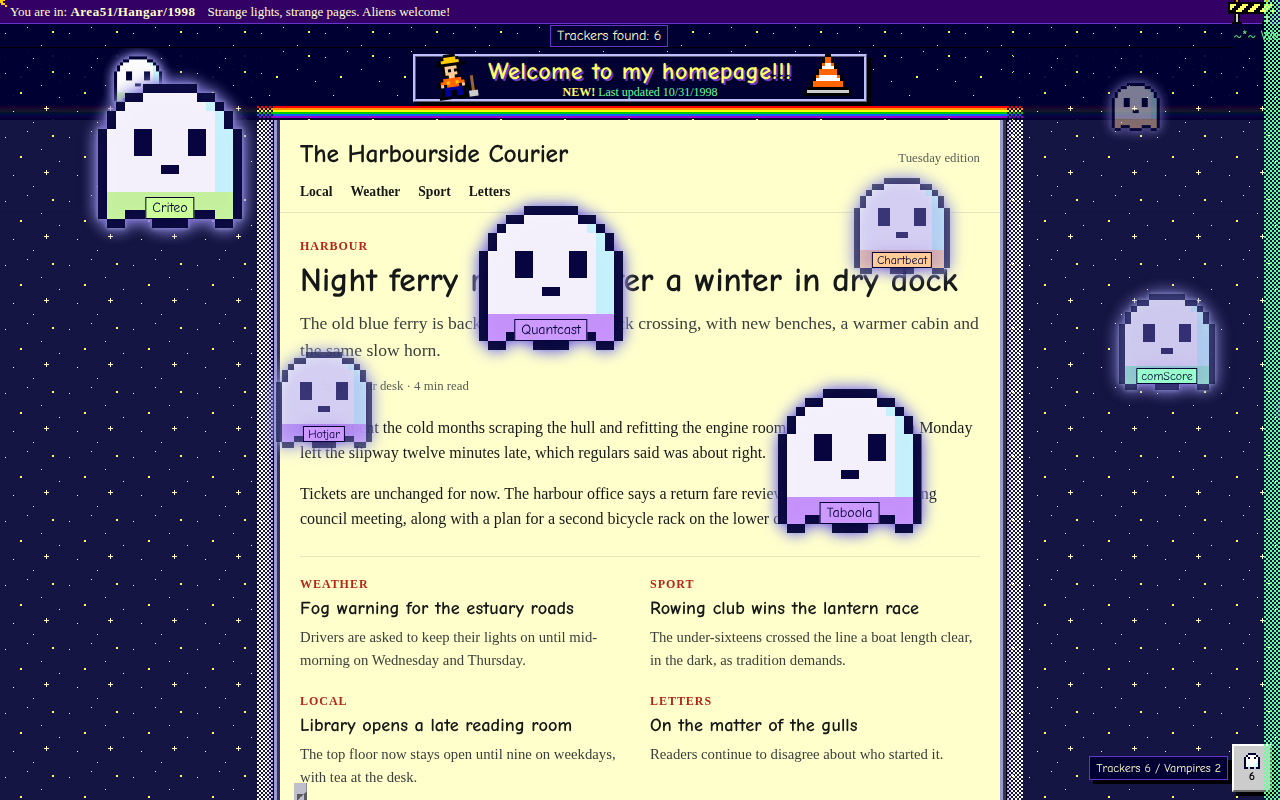 You are in: Area51/Hangar/1998 Strange lights, strange pages. Aliens welcome!
~*~
Trackers found: 6
Welcome to my homepage!!!
NEW! Last updated 10/31/1998
The Harbourside Courier
Tuesday edition
Local Weather Sport Letters
Criteo
Chartbeat
HARBOUR
Night ferry a winter in dry dock
Quantcast
The old blue ferry is back crossing, with new benches, a warmer cabin and
the same slow horn.
comScore
desk · 4 min read
Hotjar
the cold months scraping the hull and refitting the engine room Monday
left the slipway twelve minutes late, which regulars said was about right.
Tickets are unchanged for now. The harbour office says a return fare
council meeting, along with a plan for a second bicycle rack on the lower
Taboola
WEATHER
Fog warning for the estuary roads
Drivers are asked to keep their lights on until mid-
morning on Wednesday and Thursday.
SPORT
Rowing club wins the lantern race
The under-sixteens crossed the line a boat length clear,
in the dark, as tradition demands.
LOCAL
Library opens a late reading room
The top floor now stays open until nine on weekdays,
with tea at the desk.
LETTERS
On the matter of the gulls
Readers continue to disagree about who started it.
Trackers 6 / Vampires 2
6